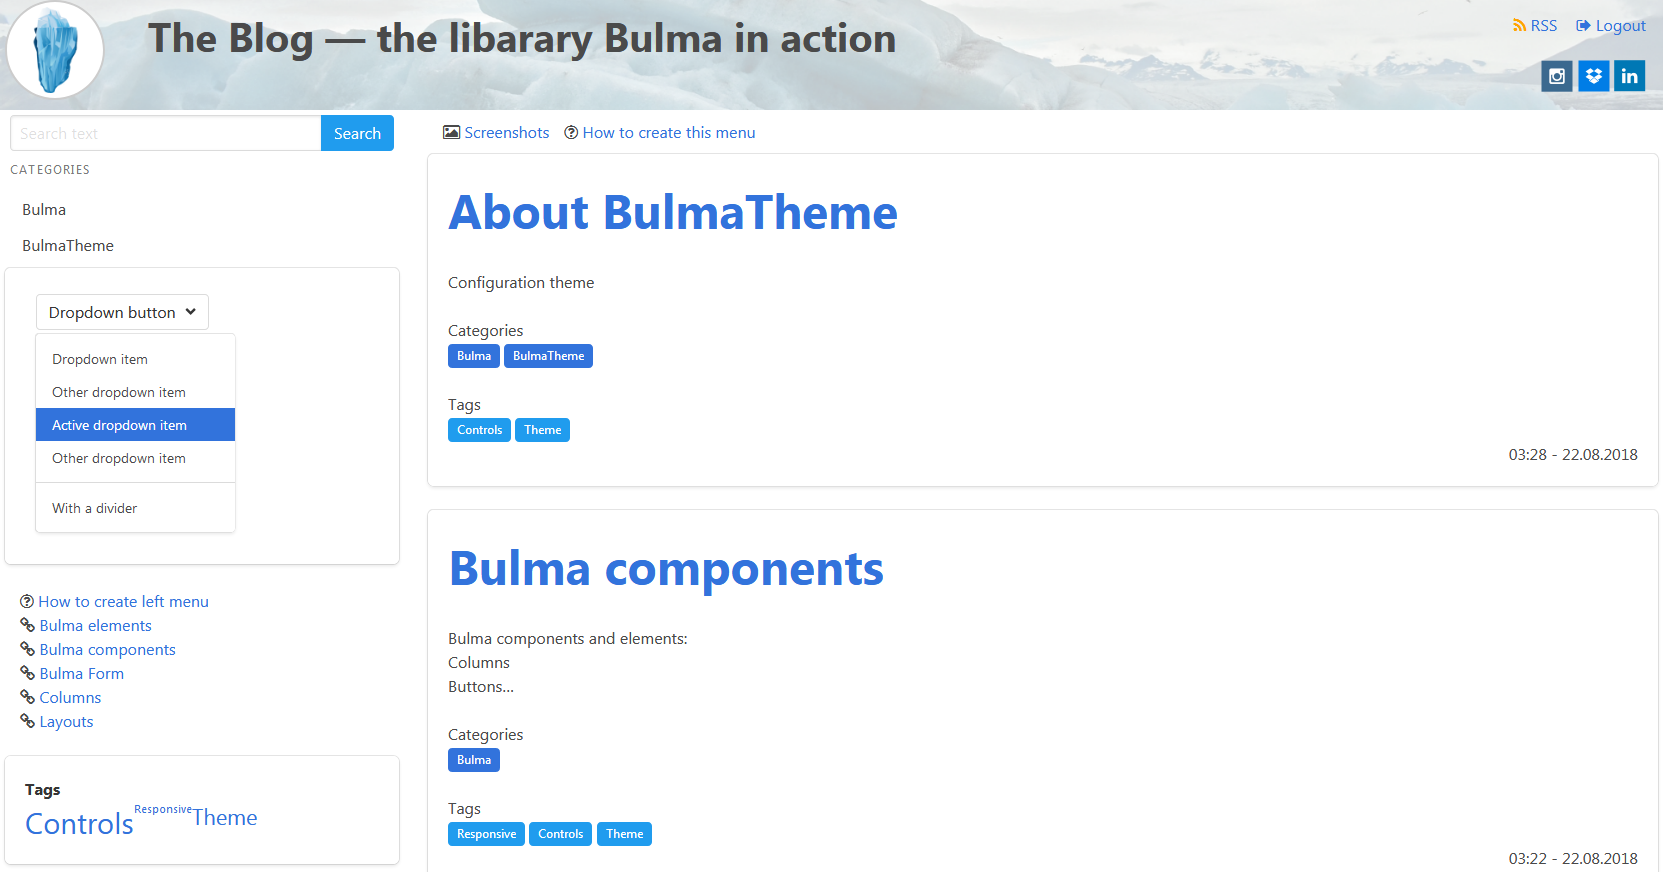 The Blog — the libarary Bulma in action
RSS Logout
in
Search text Search
CATEGORIES
Bulma
BulmaTheme
Dropdown button
Dropdown item
Other dropdown item
Active dropdown item
Other dropdown item
With a divider
How to create left menu
Bulma elements
Bulma components
Bulma Form
Columns
Layouts
Tags
Controls Responsive Theme
Screenshots How to create this menu
About BulmaTheme
Configuration theme
Categories
Bulma BulmaTheme
Tags
Controls Theme
03:28 - 22.08.2018
Bulma components
Bulma components and elements:
Columns
Buttons...
Categories
Bulma
Tags
Responsive Controls Theme
03:22 - 22.08.2018